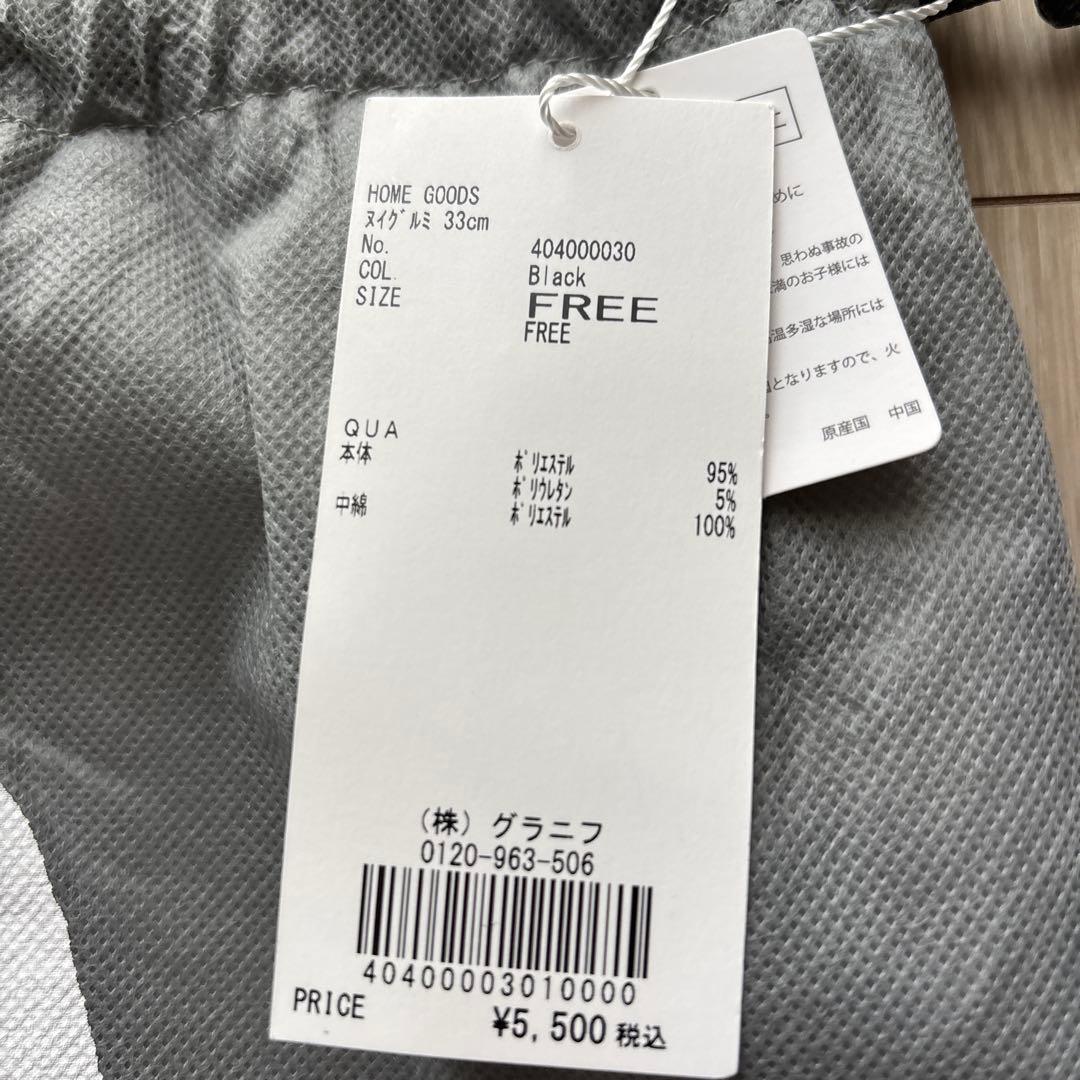 HOME GOODS
ﾇｲｸﾞﾙﾐ 33cm
No. 404000030
COL. Black
SIZE FREE
FREE
QUA
本体 ﾎﾟﾘｴｽﾃﾙ 95%
ﾎﾟﾘｳﾚﾀﾝ 5%
中綿 ﾎﾟﾘｴｽﾃﾙ 100%
(株) グラニフ
0120-963-506
40400003010000
PRICE ¥5,500 税込
めに
思わぬ事故の
満のお子様には
温多湿な場所には
となりますので、火
原産国 中国